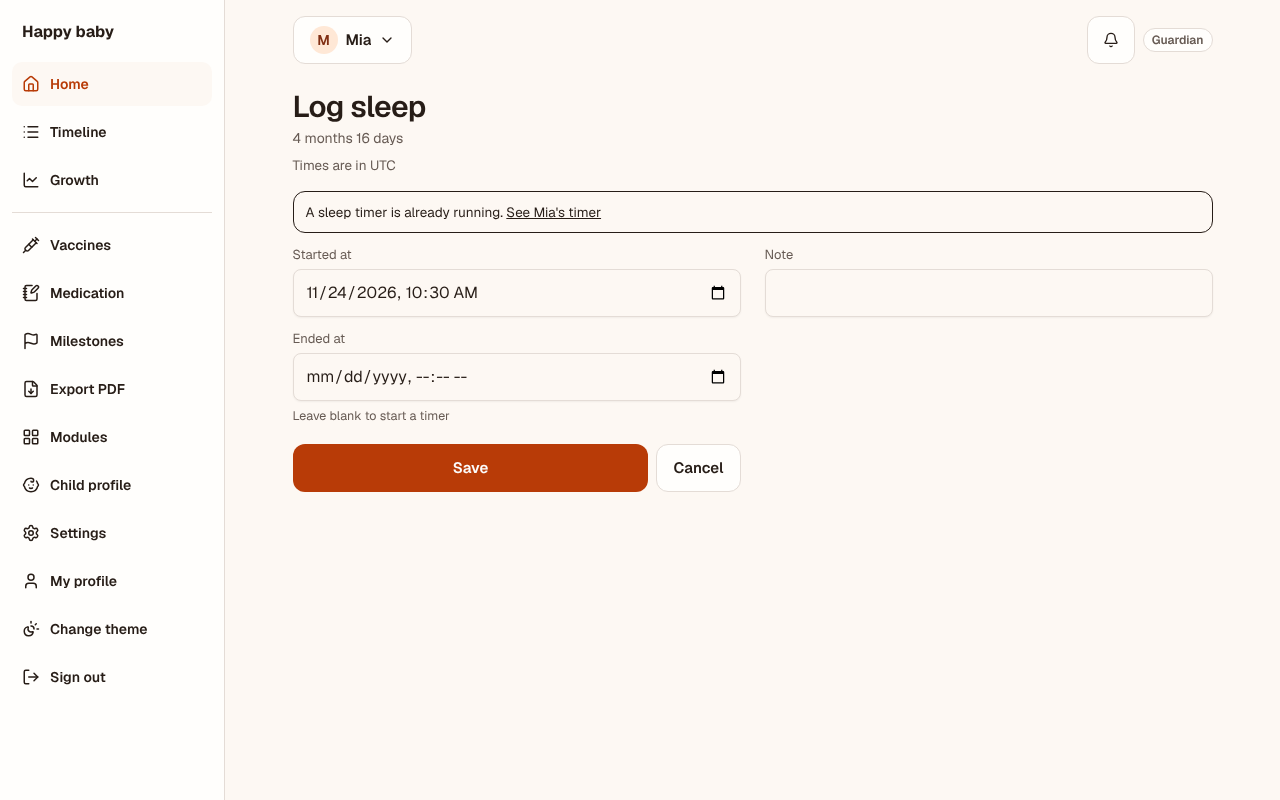 Happy baby
Home
Timeline
Growth
Vaccines
Medication
Milestones
Export PDF
Modules
Child profile
Settings
My profile
Change theme
Sign out
M Mia
Guardian
Log sleep
4 months 16 days
Times are in UTC
A sleep timer is already running. See Mia's timer
Started at
11/24/2026, 10:30 AM
Note
Ended at
mm/dd/yyyy, --:-- --
Leave blank to start a timer
Save
Cancel